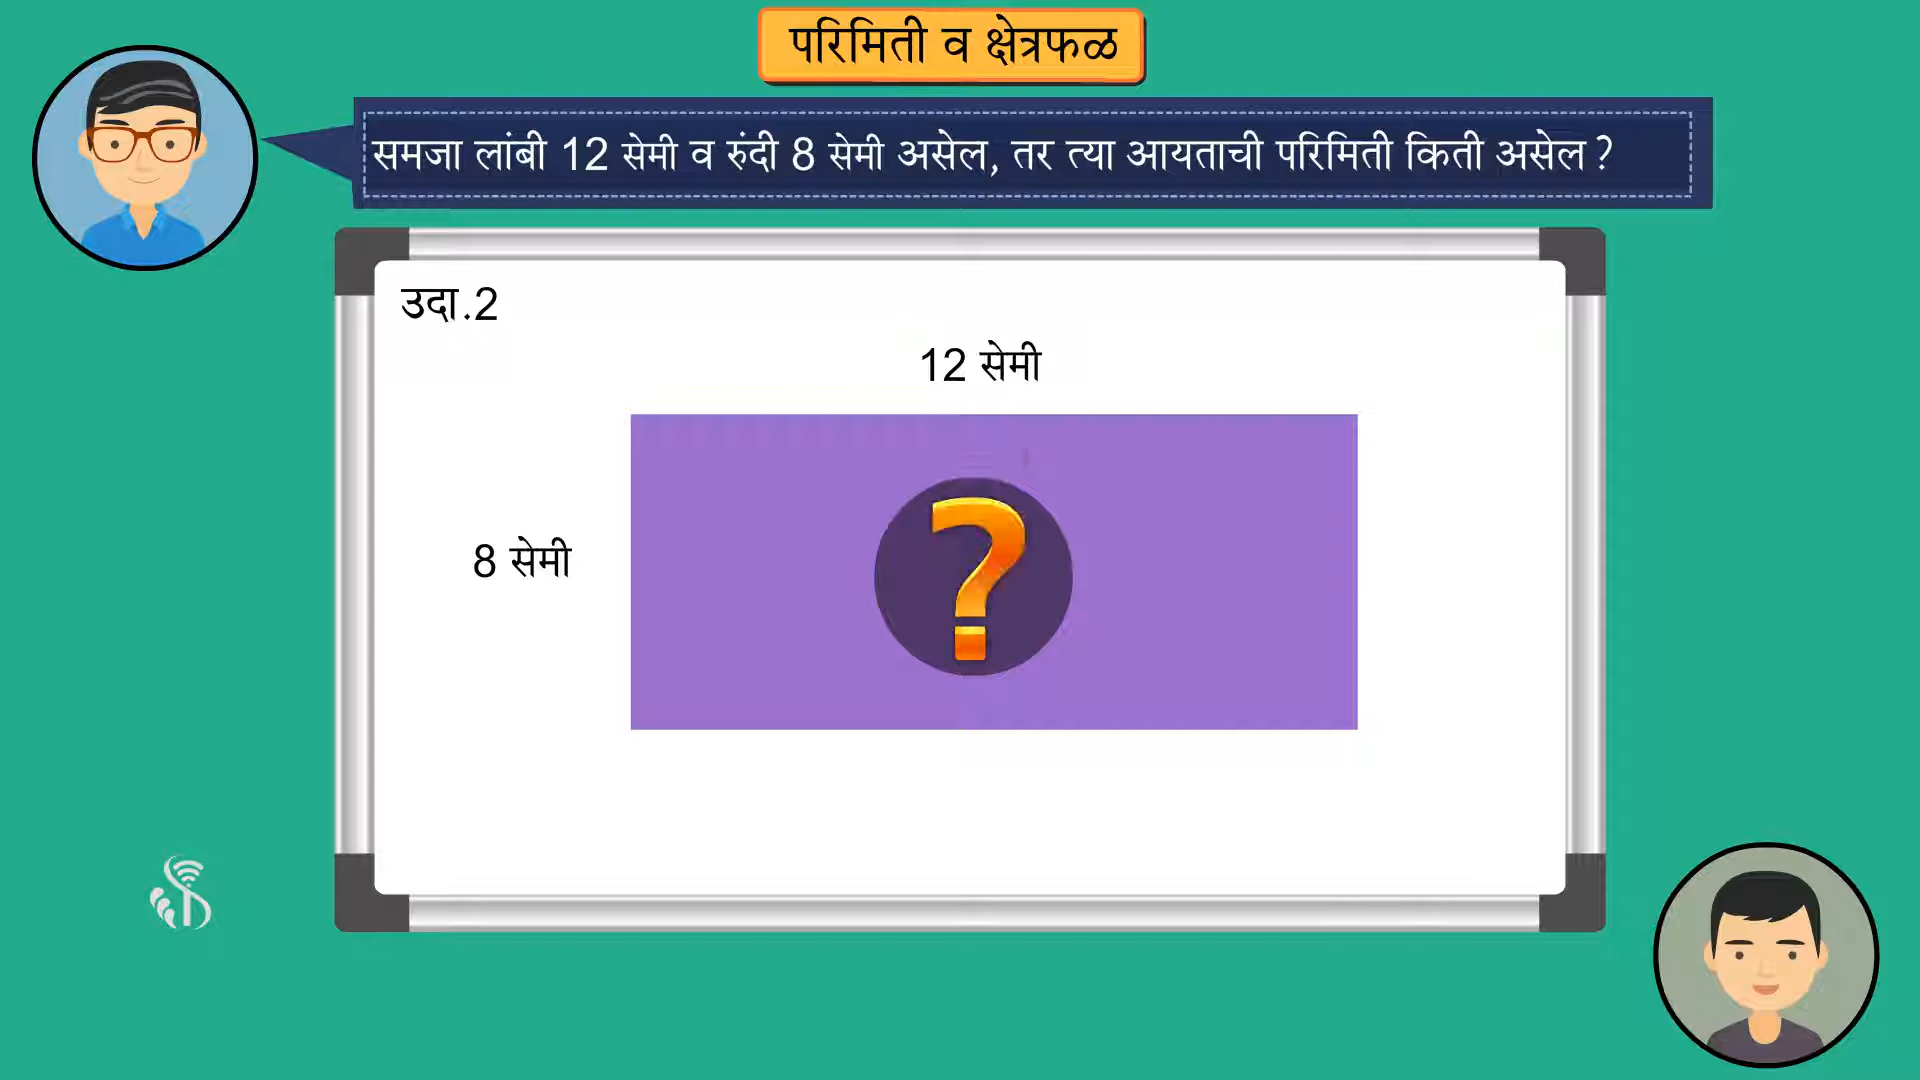 परिमिती व क्षेत्रफळ
समजा लांबी 12 सेमी व रुंदी 8 सेमी असेल, तर त्या आयताची परिमिती किती असेल ?
उदा.2
12 सेमी
8 सेमी
?